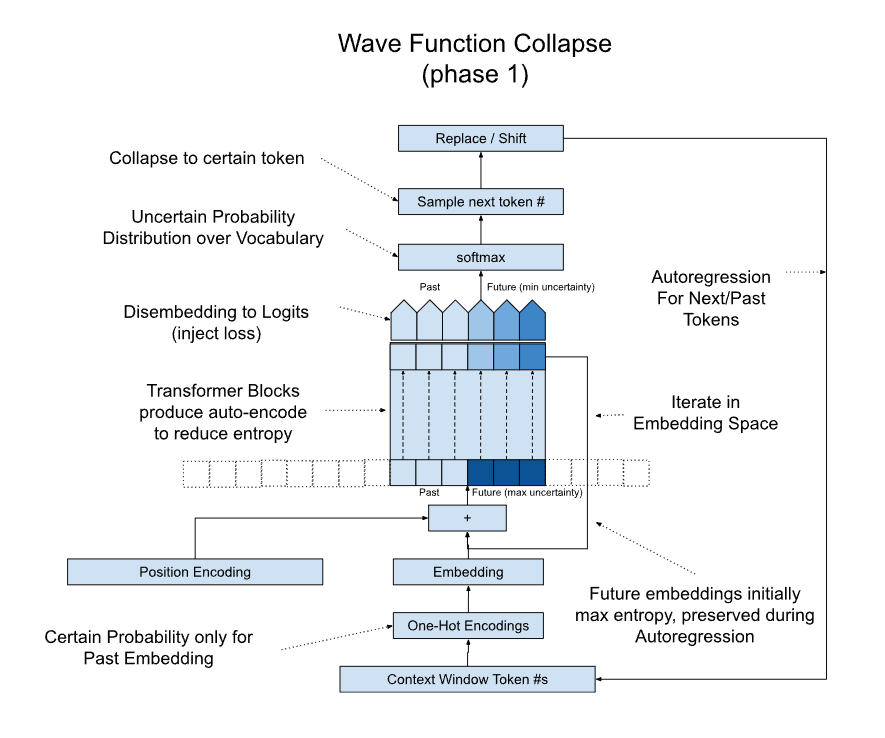 Wave Function Collapse
(phase 1)
Replace / Shift
Collapse to certain token
Sample next token #
Uncertain Probability
Distribution over Vocabulary
softmax
Past
Future (min uncertainty)
Autoregression
For Next/Past
Tokens
Disembedding to Logits
(inject loss)
Transformer Blocks
produce auto-encode
to reduce entropy
Iterate in
Embedding Space
Past
Future (max uncertainty)
+
Position Encoding
Embedding
Future embeddings initially
max entropy, preserved during
Autoregression
One-Hot Encodings
Certain Probability only for
Past Embedding
Context Window Token #s